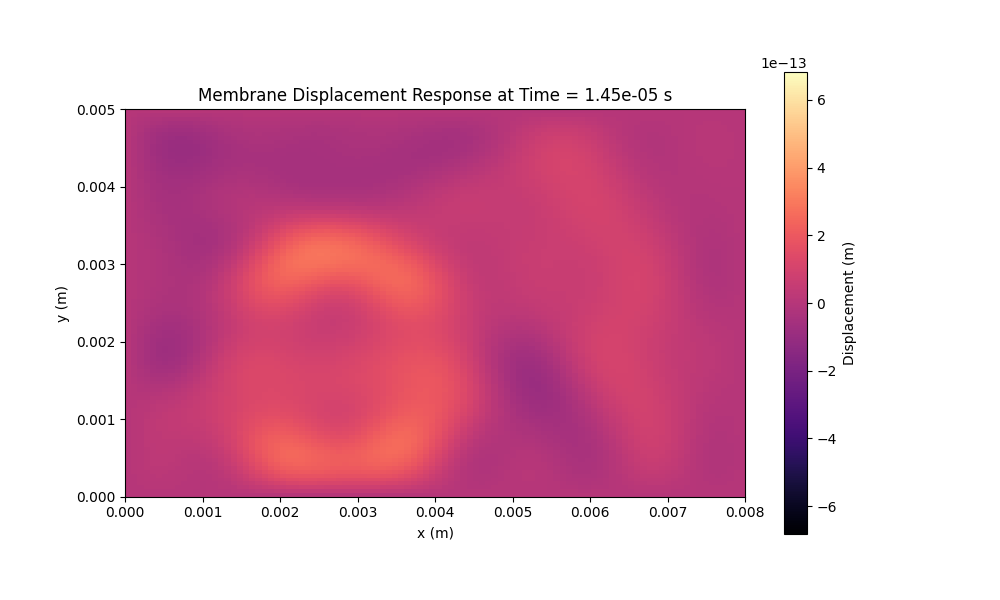 1e−13
Membrane Displacement Response at Time = 1.45e-05 s
0.005
0.004
0.003
0.002
0.001
0.000
y (m)
0.000 0.001 0.002 0.003 0.004 0.005 0.006 0.007 0.008
x (m)
6
4
2
0
−2
−4
−6
Displacement (m)